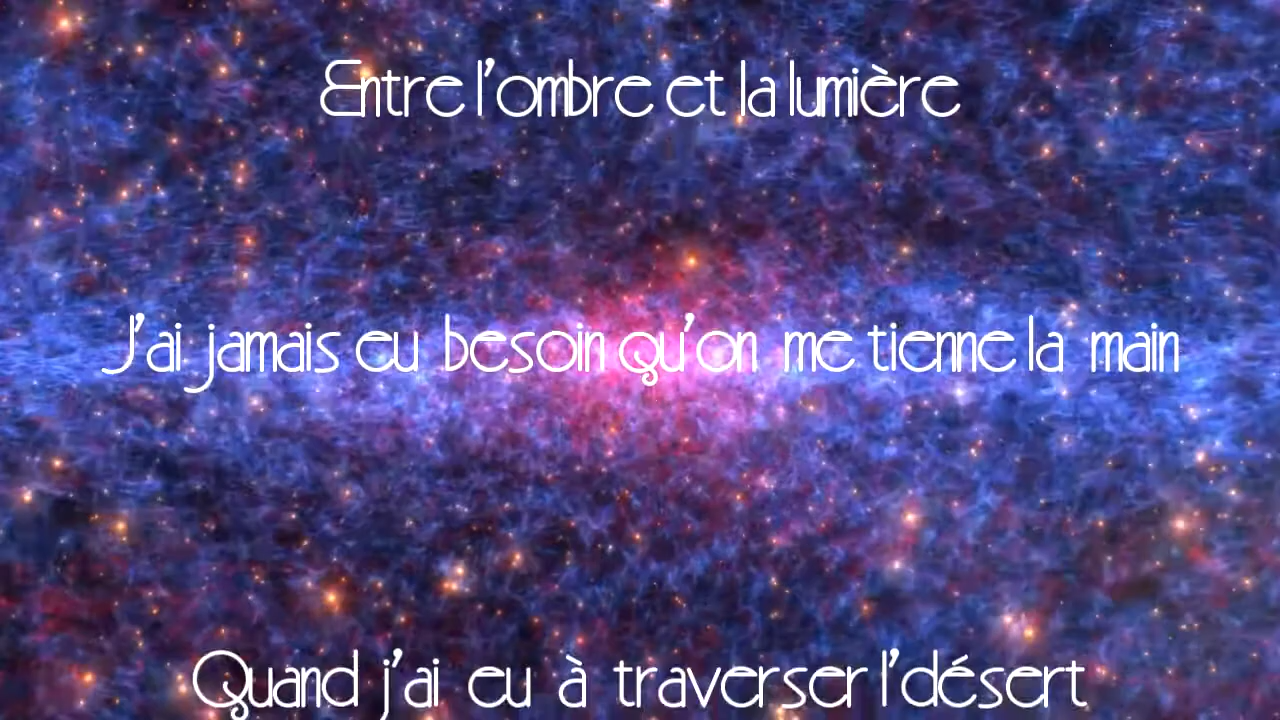 Entre l'ombre et la lumière
J'ai jamais eu besoin qu'on me tienne la main
Quand j'ai eu à traverser l'désert